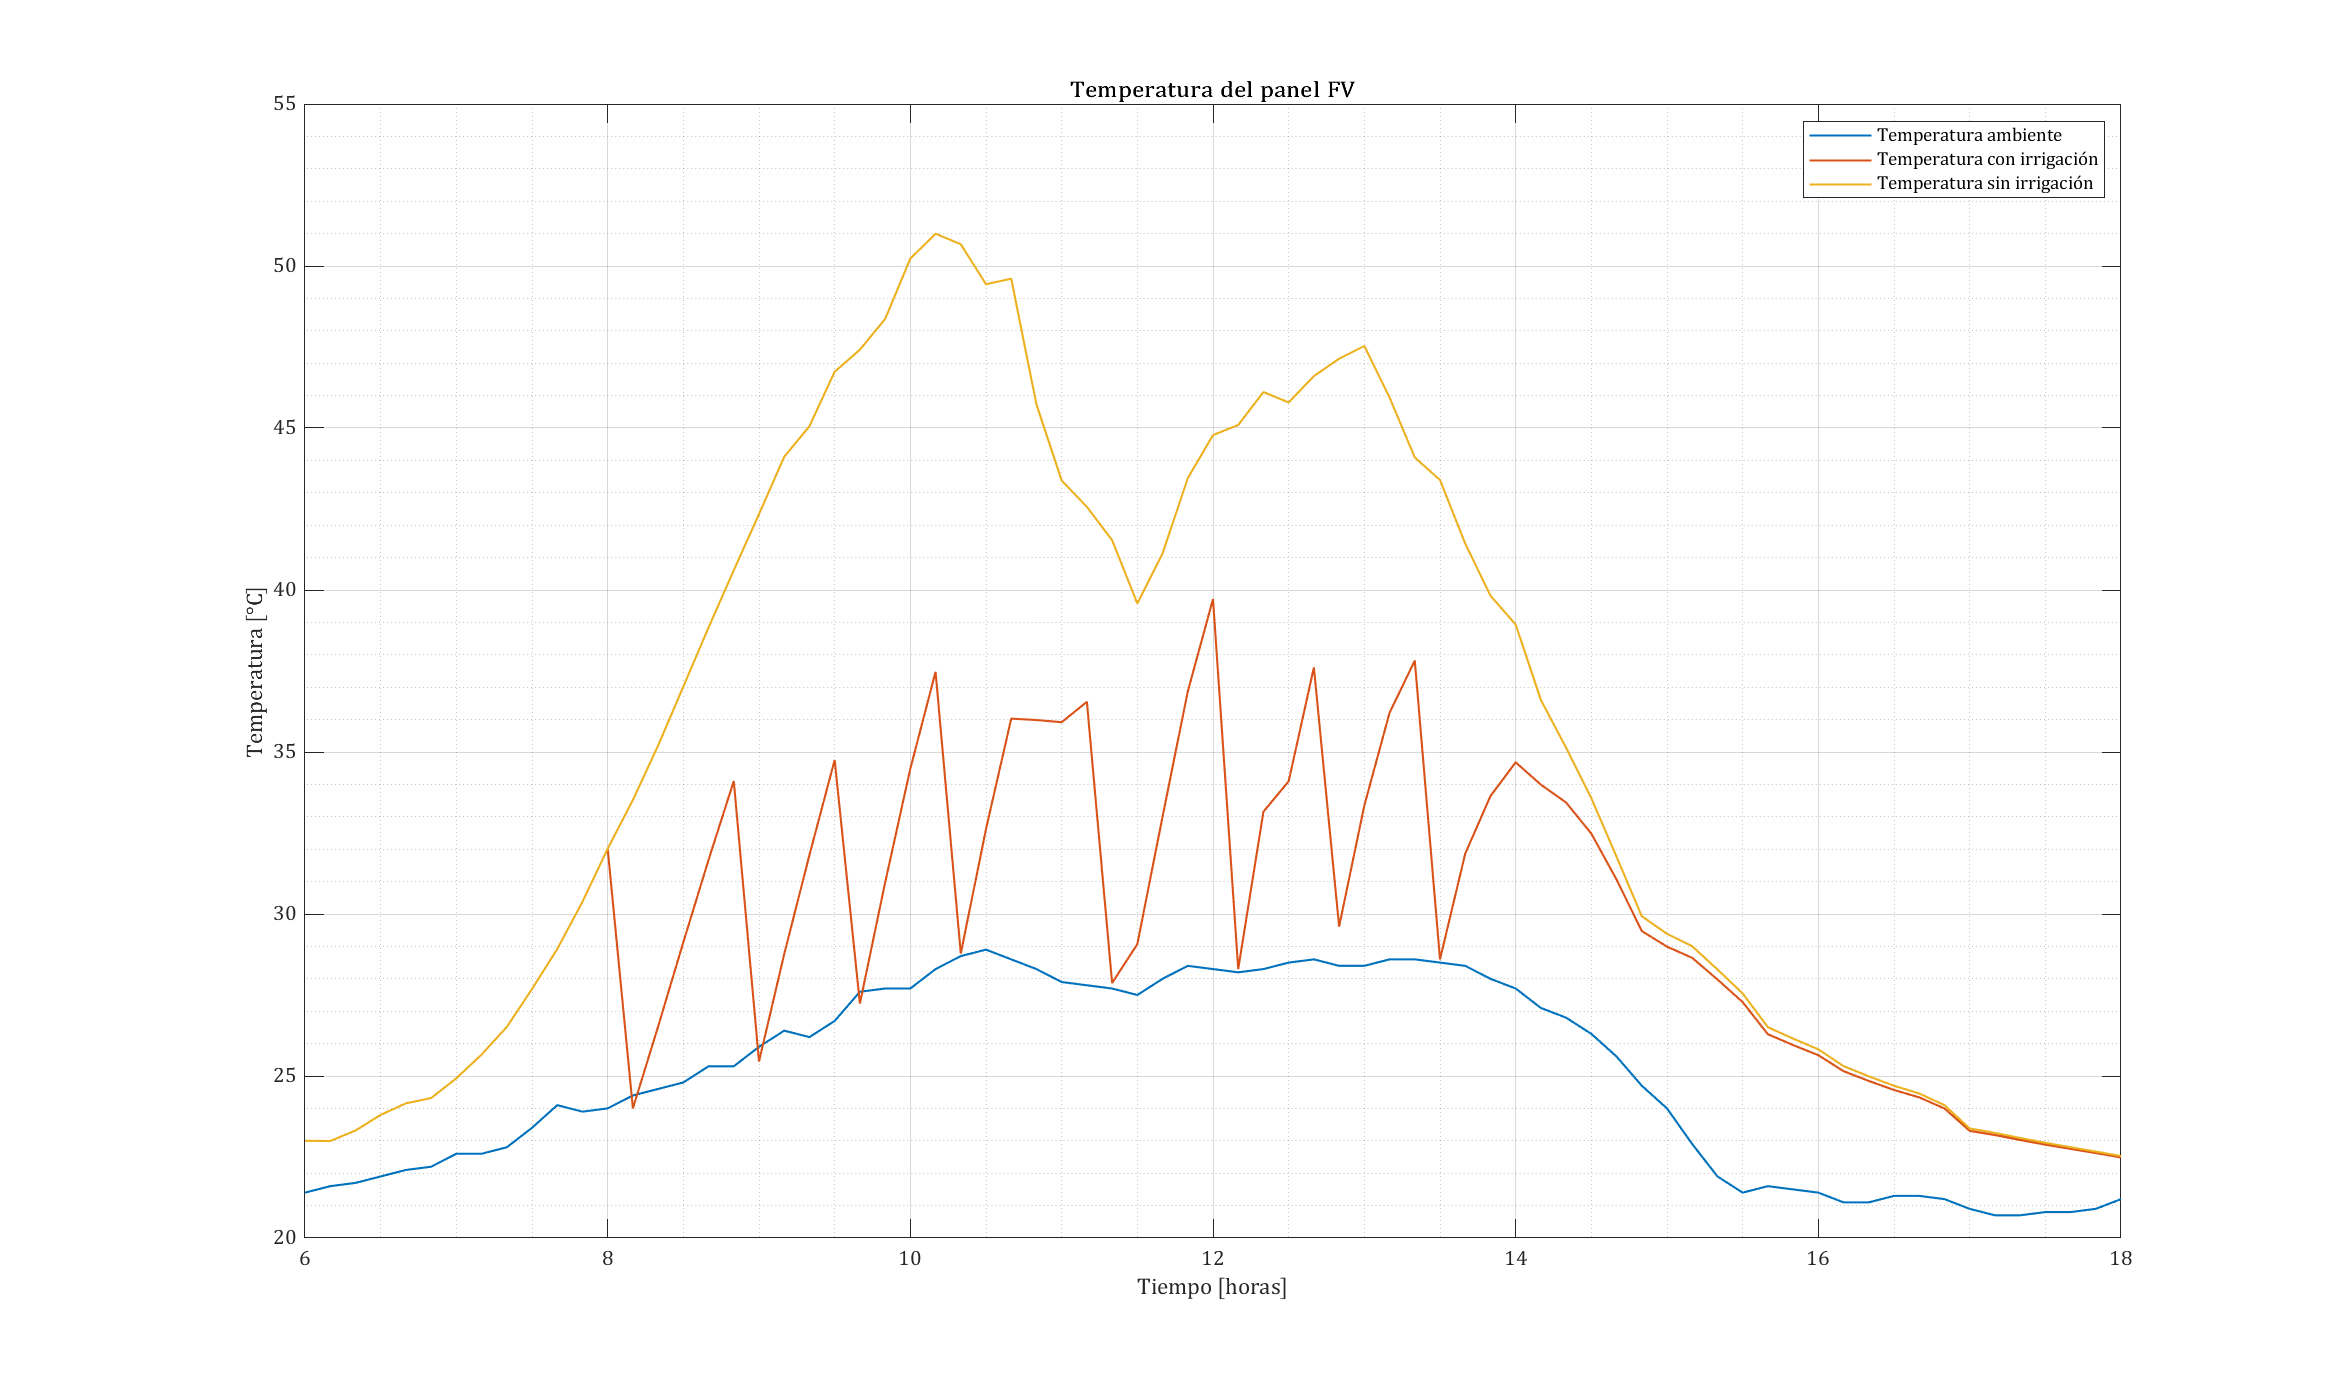 Temperatura del panel FV
Temperatura ambiente
Temperatura con irrigación
Temperatura sin irrigación
Temperatura [°C]
55
50
45
40
35
30
25
20
6 8 10 12 14 16 18
Tiempo [horas]